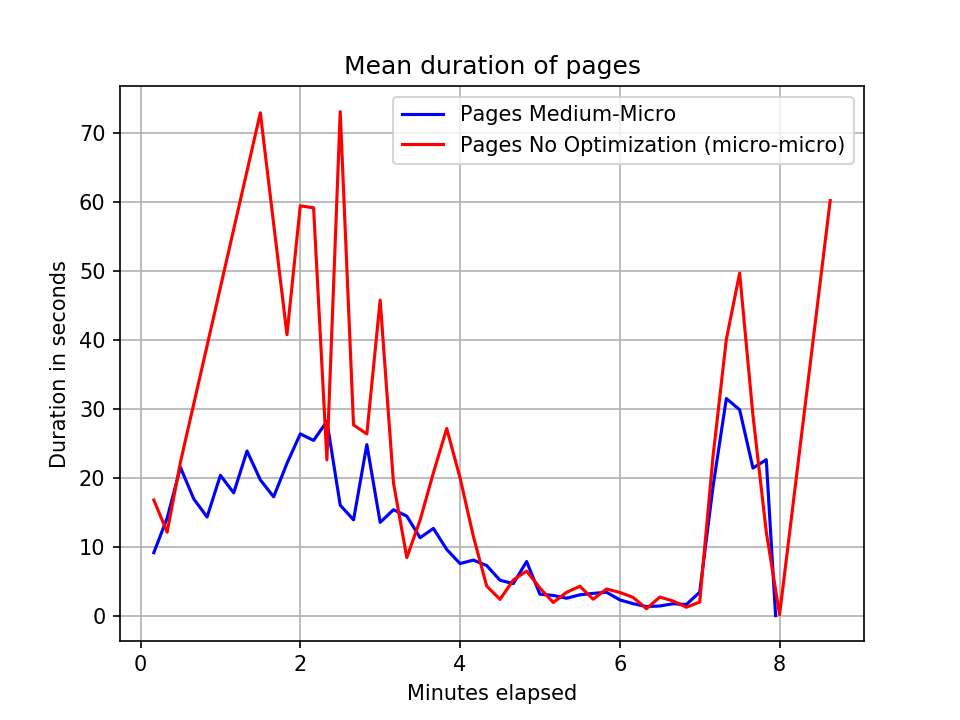 Mean duration of pages
Pages Medium-Micro
Pages No Optimization (micro-micro)
70
60
50
40
30
20
10
0
Duration in seconds
0 2 4 6 8
Minutes elapsed